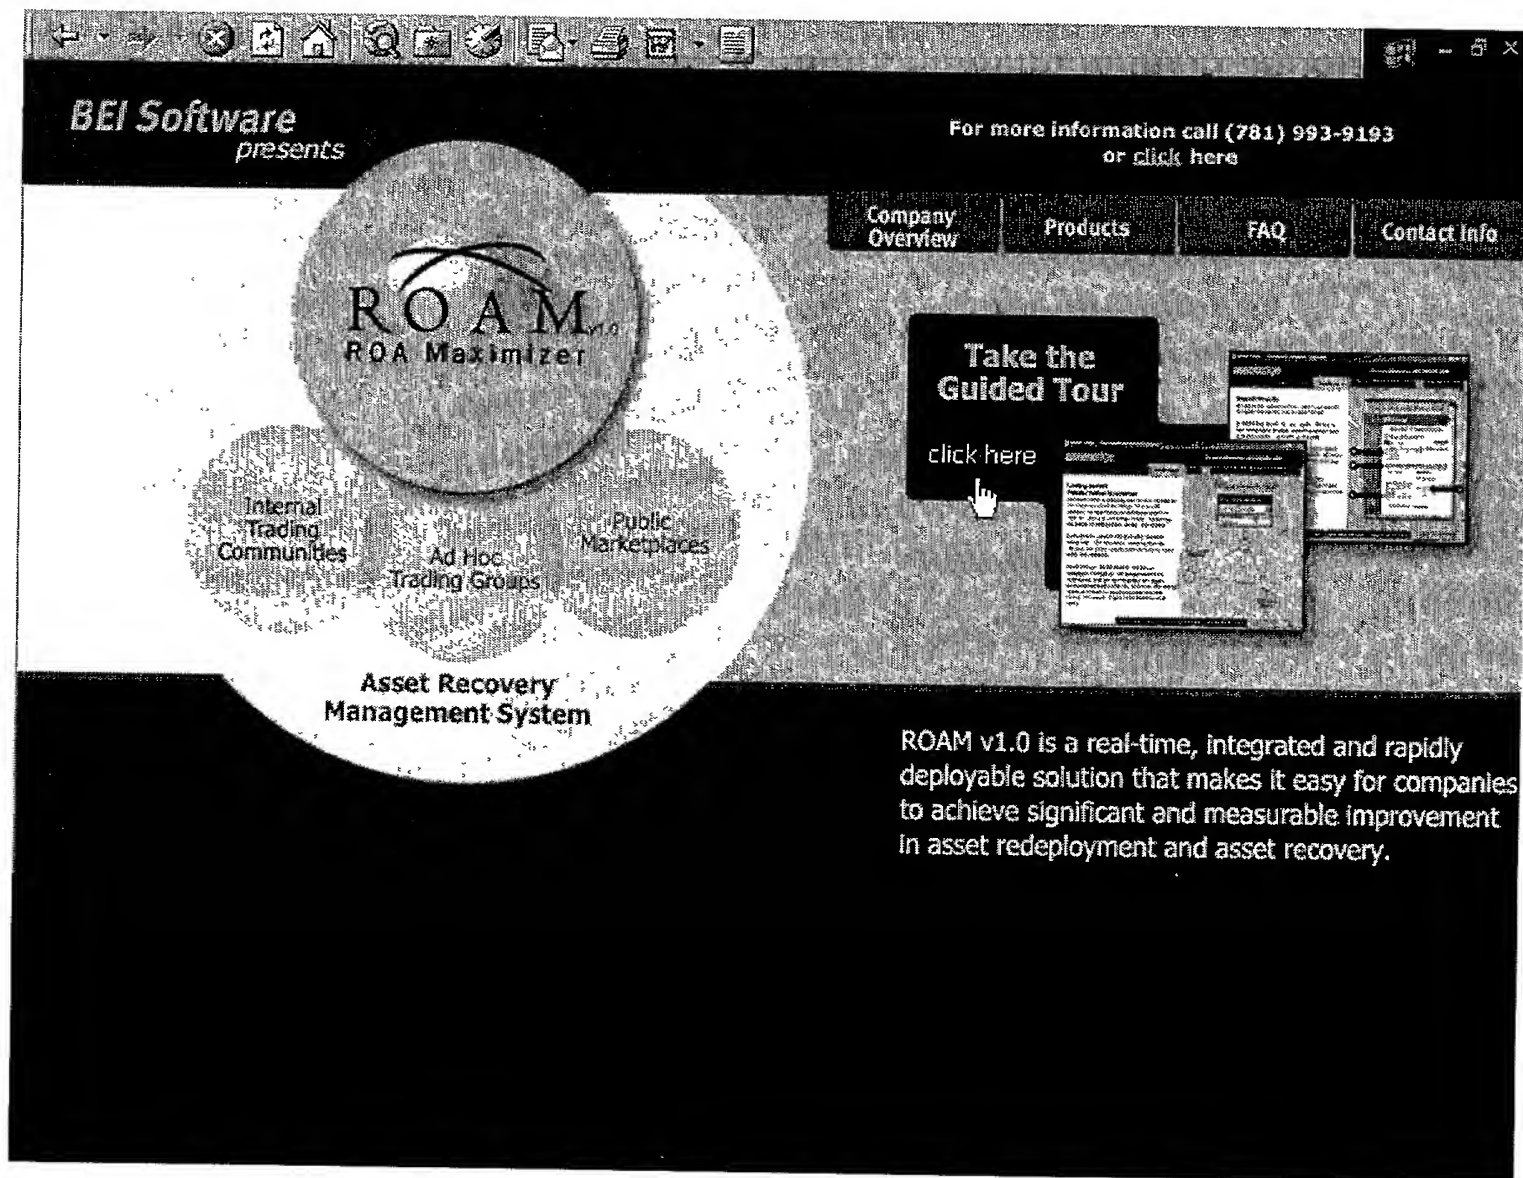 BEI Software
presents
For more information call (781) 993-9193
or click here
Company
Overview
Products
FAQ
Contact Info
ROAM v1.0
ROA Maximizer
Take the
Guided Tour
click here
Internal
Trading
Communities
Ad Hoc
Trading Groups
Public
Marketplaces
Asset Recovery
Management System
ROAM v1.0 is a real-time, integrated and rapidly
deployable solution that makes it easy for companies
to achieve significant and measurable improvement
in asset redeployment and asset recovery.